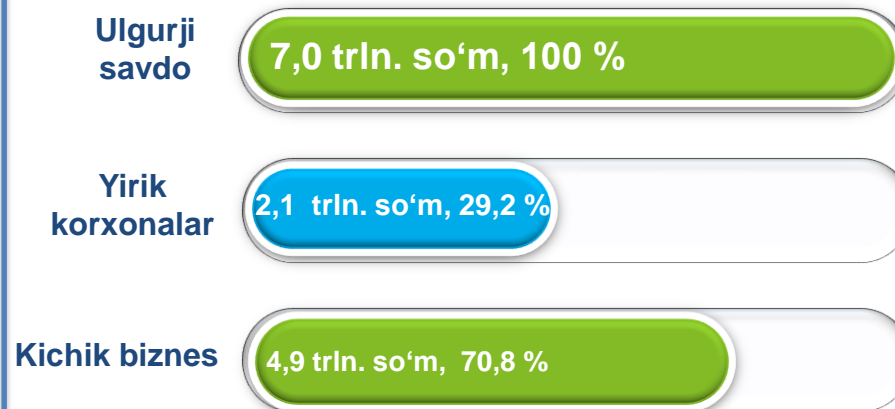 Ulgurji
savdo
7,0 trln. so‘m, 100 %
Yirik
korxonalar
2,1 trln. so‘m, 29,2 %
Kichik biznes
4,9 trln. so‘m, 70,8 %